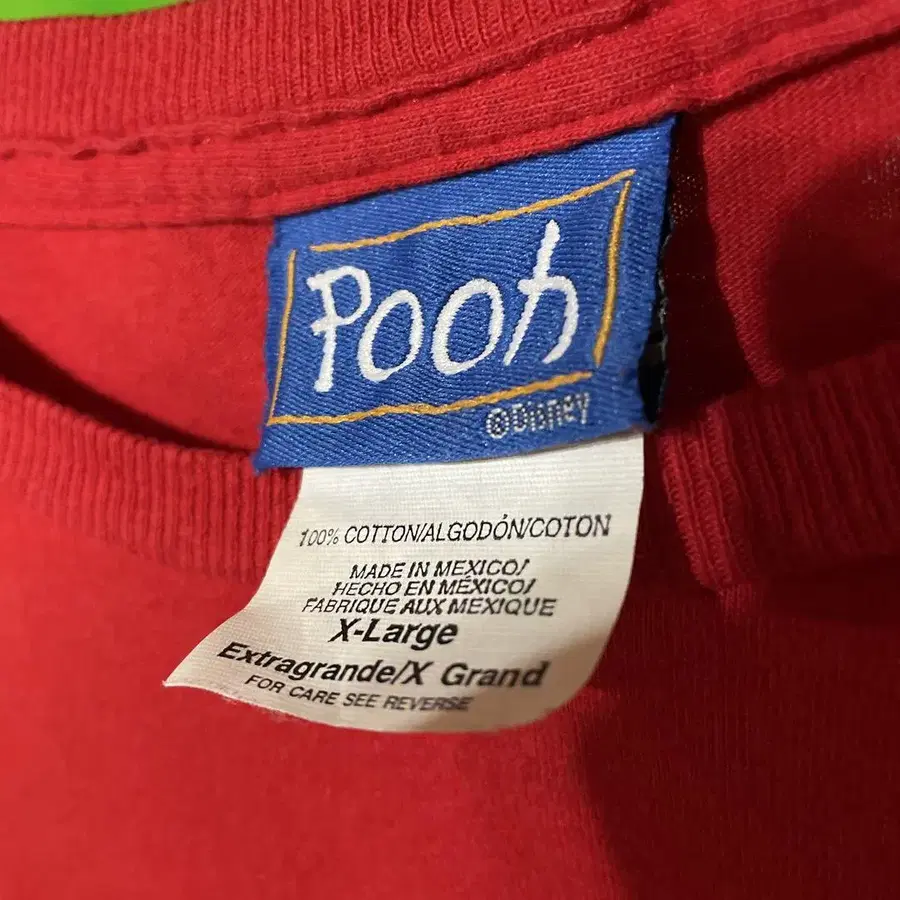 Pooh
©Disney
100% COTTON/ALGODÓN/COTON
MADE IN MEXICO/
HECHO EN MÉXICO/
FABRIQUE AUX MEXIQUE
X-Large
Extragrande/X Grand
FOR CARE SEE REVERSE